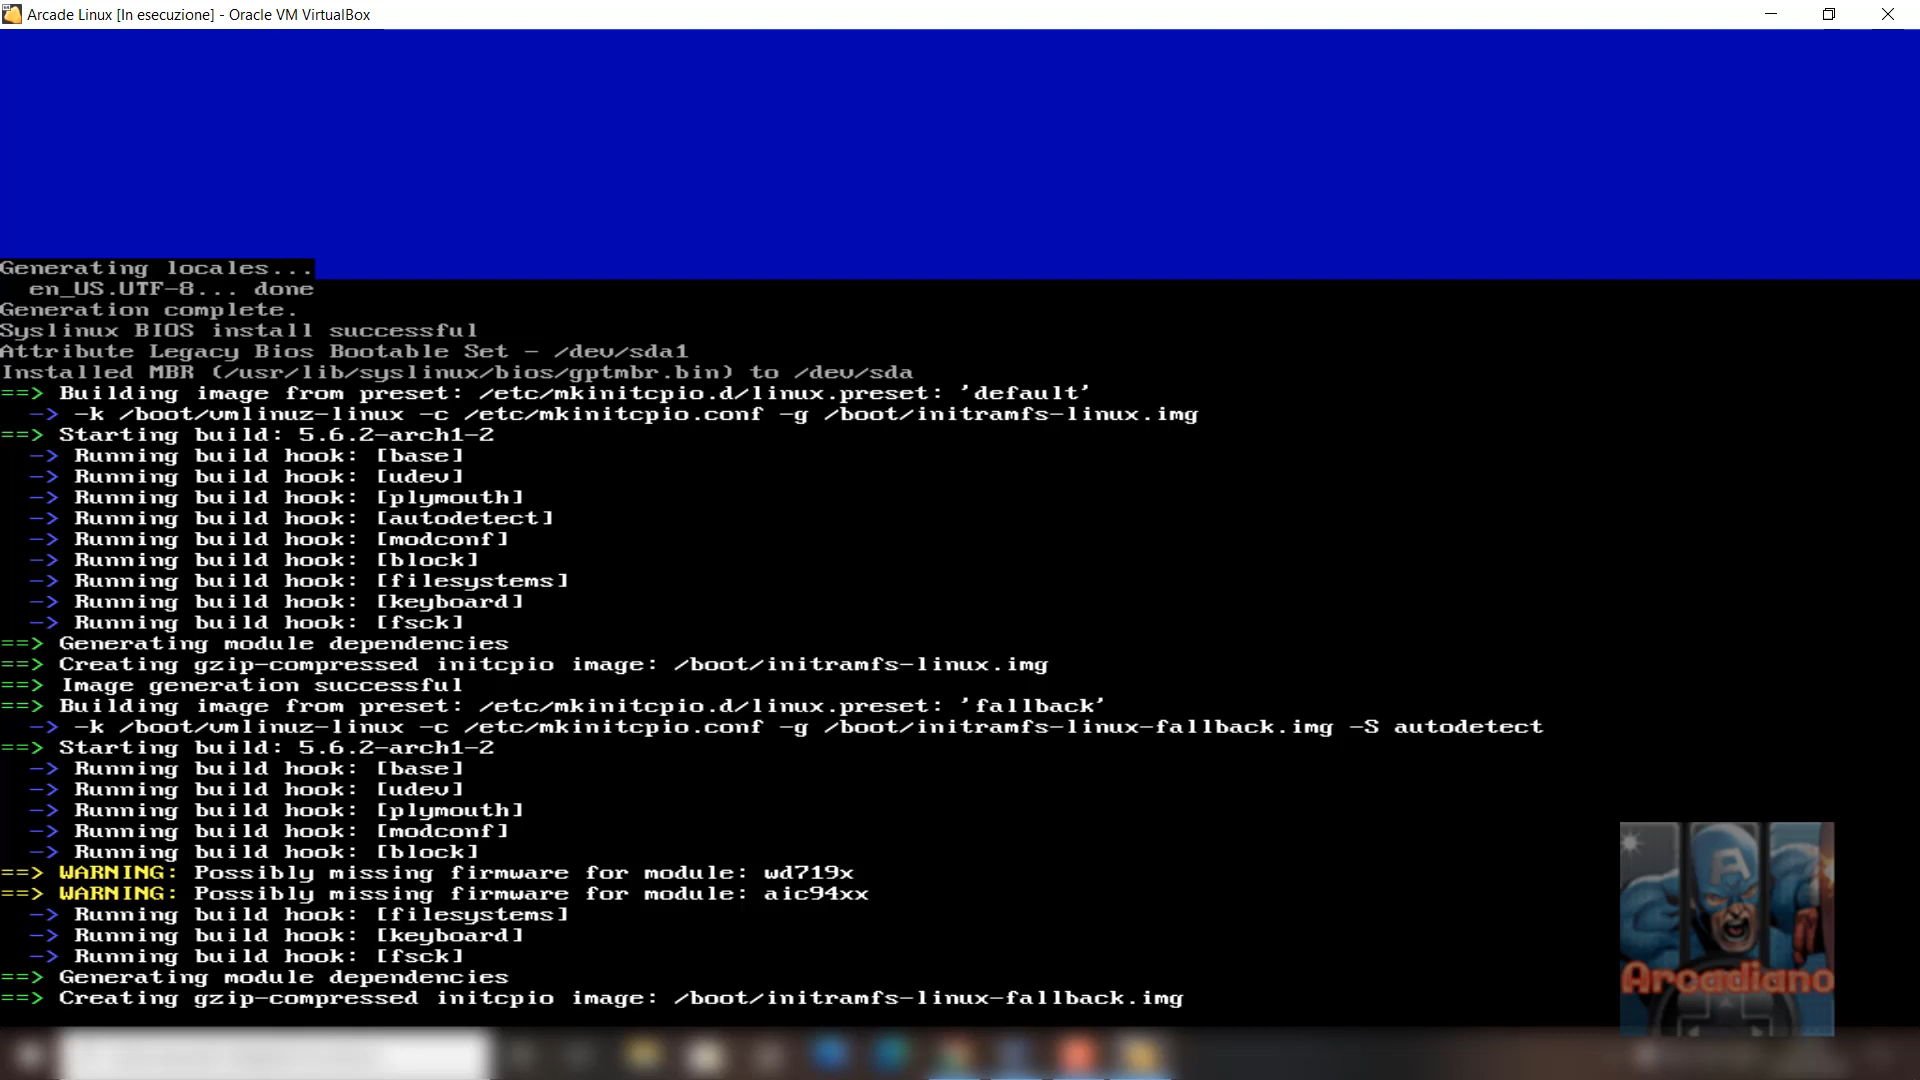 Arcade Linux [In esecuzione] - Oracle VM VirtualBox
Generating locales...
en_US.UTF-8... done
Generation complete.
Syslinux BIOS install successful
Attribute Legacy Bios Bootable Set - /dev/sda1
Installed MBR (/usr/lib/syslinux/bios/gptmbr.bin) to /dev/sda
==> Building image from preset: /etc/mkinitcpio.d/linux.preset: 'default'
-> -k /boot/vmlinuz-linux -c /etc/mkinitcpio.conf -g /boot/initramfs-linux.img
==> Starting build: 5.6.2-arch1-2
-> Running build hook: [base]
-> Running build hook: [udev]
-> Running build hook: [plymouth]
-> Running build hook: [autodetect]
-> Running build hook: [modconf]
-> Running build hook: [block]
-> Running build hook: [filesystems]
-> Running build hook: [keyboard]
-> Running build hook: [fsck]
==> Generating module dependencies
==> Creating gzip-compressed initcpio image: /boot/initramfs-linux.img
==> Image generation successful
==> Building image from preset: /etc/mkinitcpio.d/linux.preset: 'fallback'
-> -k /boot/vmlinuz-linux -c /etc/mkinitcpio.conf -g /boot/initramfs-linux-fallback.img -S autodetect
==> Starting build: 5.6.2-arch1-2
-> Running build hook: [base]
-> Running build hook: [udev]
-> Running build hook: [plymouth]
-> Running build hook: [modconf]
-> Running build hook: [block]
==> WARNING: Possibly missing firmware for module: wd719x
==> WARNING: Possibly missing firmware for module: aic94xx
-> Running build hook: [filesystems]
-> Running build hook: [keyboard]
-> Running build hook: [fsck]
==> Generating module dependencies
==> Creating gzip-compressed initcpio image: /boot/initramfs-linux-fallback.img
Arcadiano